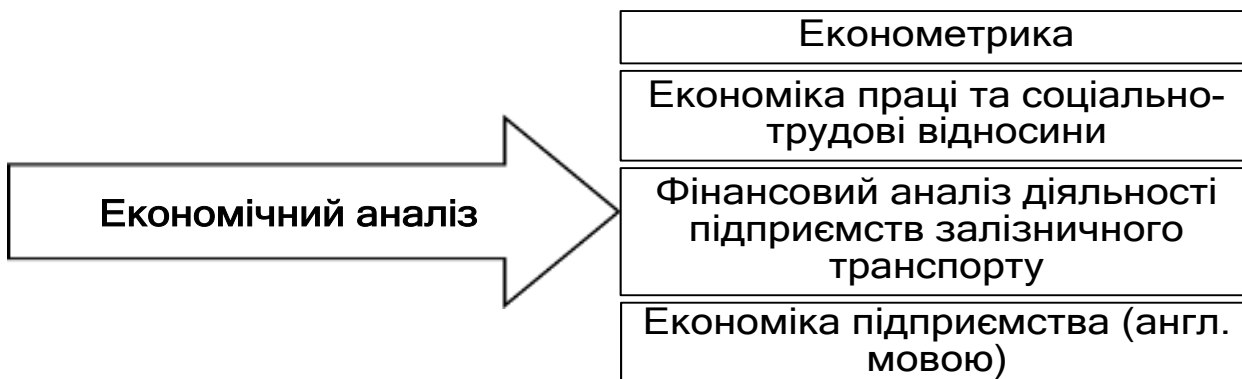 Економетрика
Економіка праці та соціально-
трудові відносини
Економічний аналіз
Фінансовий аналіз діяльності
підприємств залізничного
транспорту
Економіка підприємства (англ.
мовою)